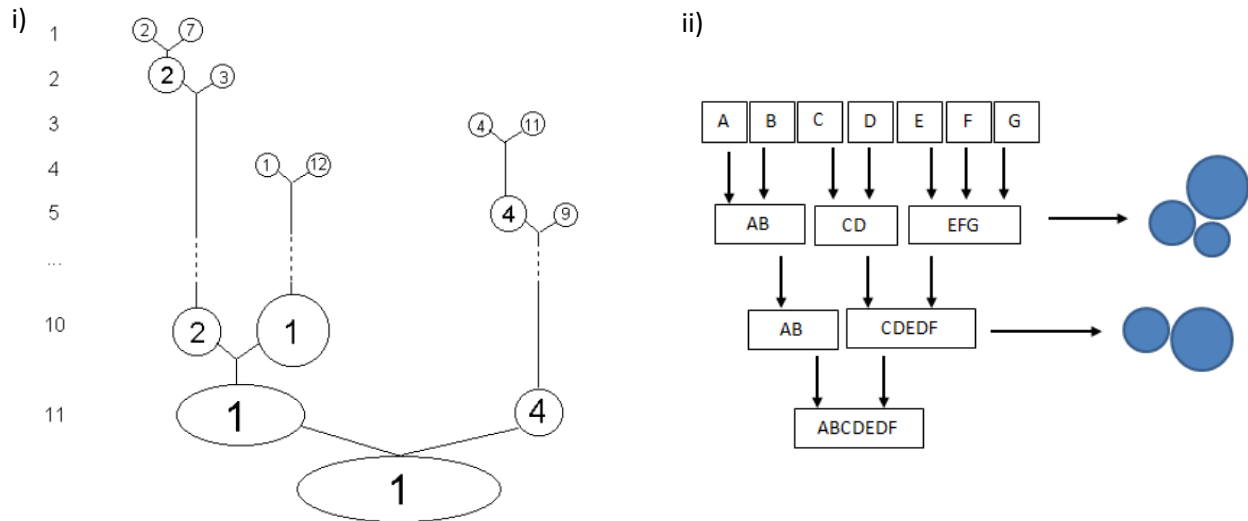 i)
1
2 7
2
2 3
3
4 11
4
1 12
5
4 9
...
10
2 1
11
1 4
1
ii)
A B C D E F G
AB CD EFG
AB CDEDF
ABCDEDF